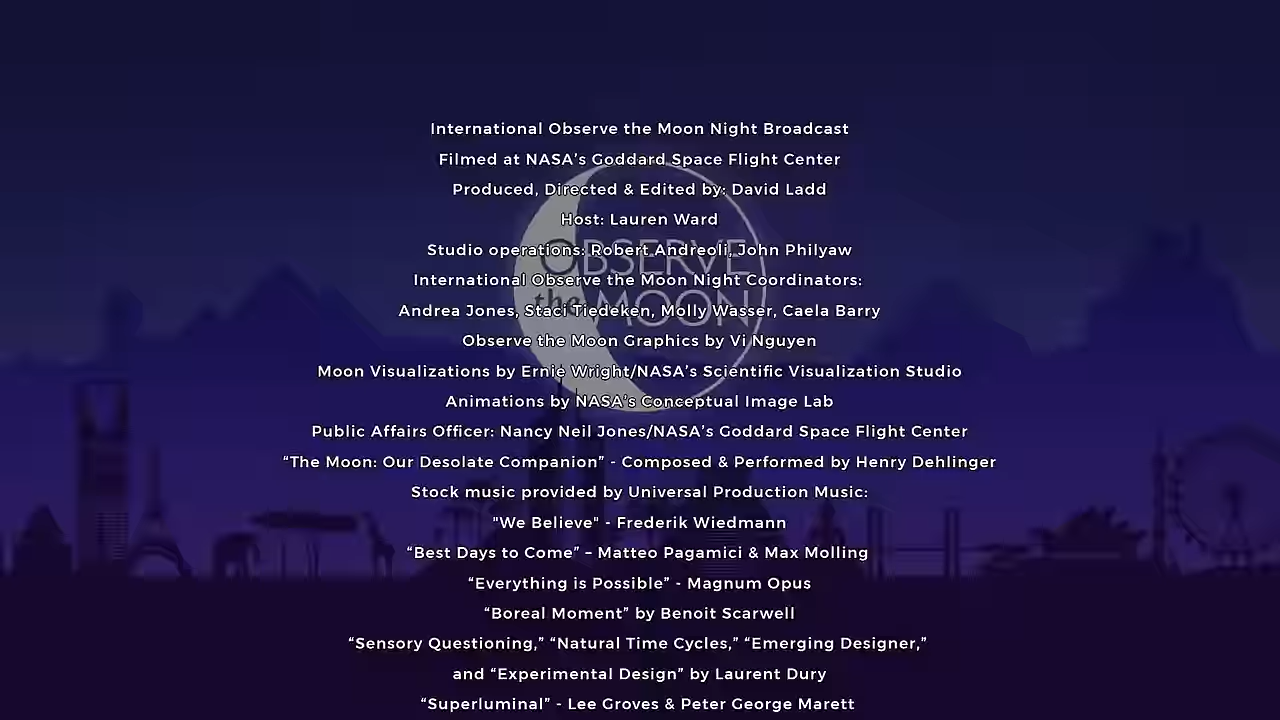 International Observe the Moon Night Broadcast
Filmed at NASA’s Goddard Space Flight Center
Produced, Directed & Edited by: David Ladd
Host: Lauren Ward
Studio operations: Robert Andreoli, John Philyaw
OBSERVE
International Observe the Moon Night Coordinators:
the MOON
Andrea Jones, Staci Tiedeken, Molly Wasser, Caela Barry
Observe the Moon Graphics by Vi Nguyen
Moon Visualizations by Ernie Wright/NASA’s Scientific Visualization Studio
Animations by NASA’s Conceptual Image Lab
Public Affairs Officer: Nancy Neil Jones/NASA’s Goddard Space Flight Center
“The Moon: Our Desolate Companion” - Composed & Performed by Henry Dehlinger
Stock music provided by Universal Production Music:
"We Believe" - Frederik Wiedmann
“Best Days to Come” – Matteo Pagamici & Max Molling
“Everything is Possible” - Magnum Opus
“Boreal Moment” by Benoit Scarwell
“Sensory Questioning,” “Natural Time Cycles,” “Emerging Designer,”
and “Experimental Design” by Laurent Dury
“Superluminal” - Lee Groves & Peter George Marett